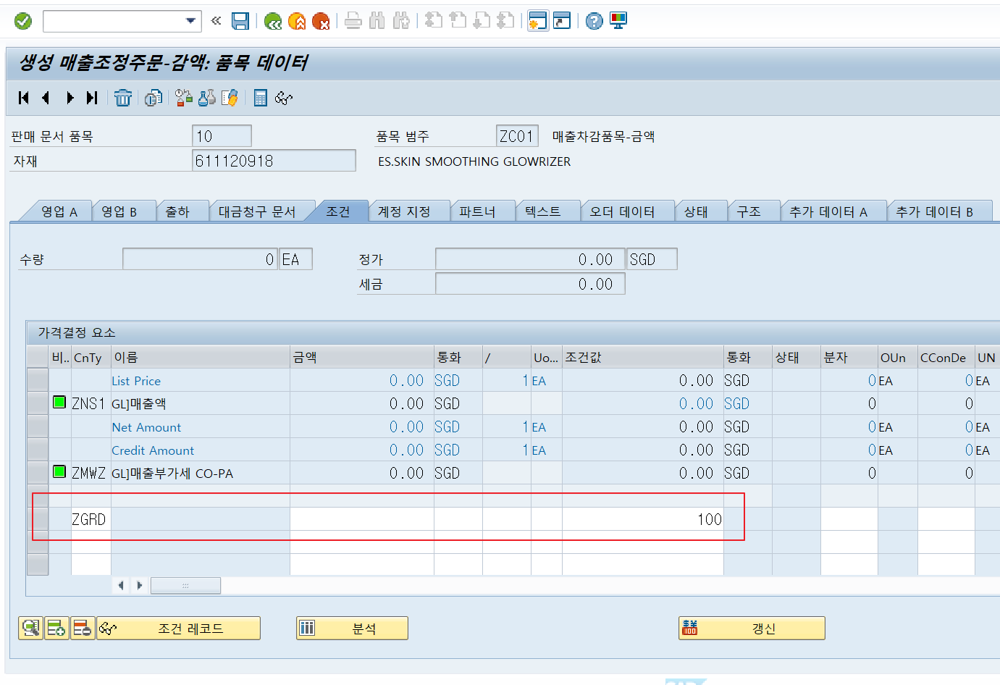 생성 매출조정주문-감액: 품목 데이터
판매 문서 품목 10 품목 범주 ZC01 매출차감품목-금액
자재 611120918 ES.SKIN SMOOTHING GLOWRIZER
영업 A 영업 B 출하 대금청구 문서 조건 계정 지정 파트너 텍스트 오더 데이터 상태 구조 추가 데이터 A 추가 데이터 B
수량 0 EA 정가 0.00 SGD
세금 0.00
가격결정 요소
비.. CnTy 이름 금액 통화 / Uo... 조건값 통화 상태 분자 OUn CConDe UN
List Price 0.00 SGD 1 EA 0.00 SGD 0 EA 0 EA
ZNS1 GL]매출액 0.00 SGD 0.00 SGD 0 0
Net Amount 0.00 SGD 1 EA 0.00 SGD 0 EA 0 EA
Credit Amount 0.00 SGD 1 EA 0.00 SGD 0 EA 0 EA
ZMWZ GL]매출부가세 CO-PA 0.00 SGD 0.00 SGD 0 0
ZGRD 100
조건 레코드 분석 갱신